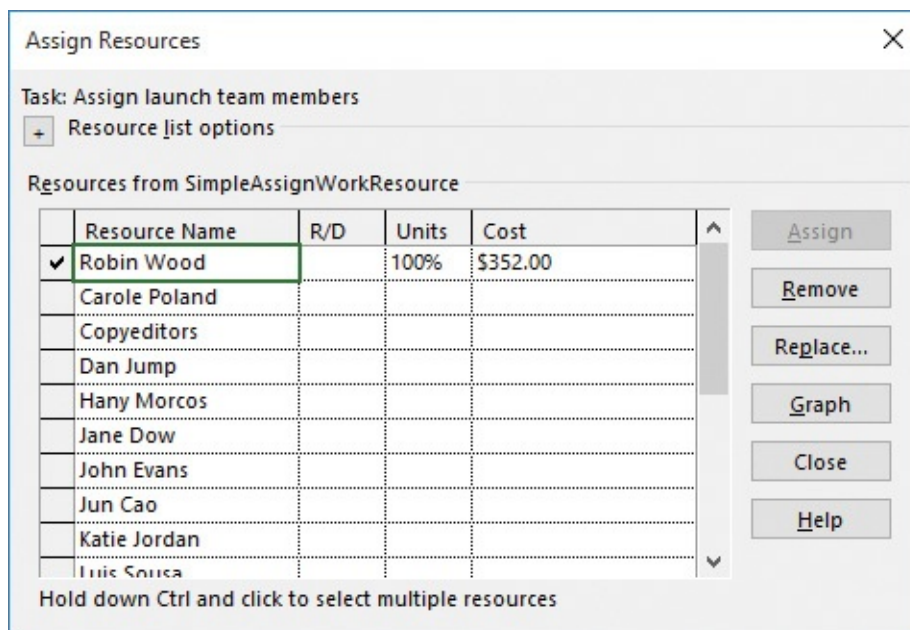 Assign Resources
Task: Assign launch team members
+ Resource list options
Resources from SimpleAssignWorkResource
Resource Name R/D Units Cost
Robin Wood 100% $352.00
Carole Poland
Copyeditors
Dan Jump
Hany Morcos
Jane Dow
John Evans
Jun Cao
Katie Jordan
Luis Sousa
Assign
Remove
Replace...
Graph
Close
Help
Hold down Ctrl and click to select multiple resources